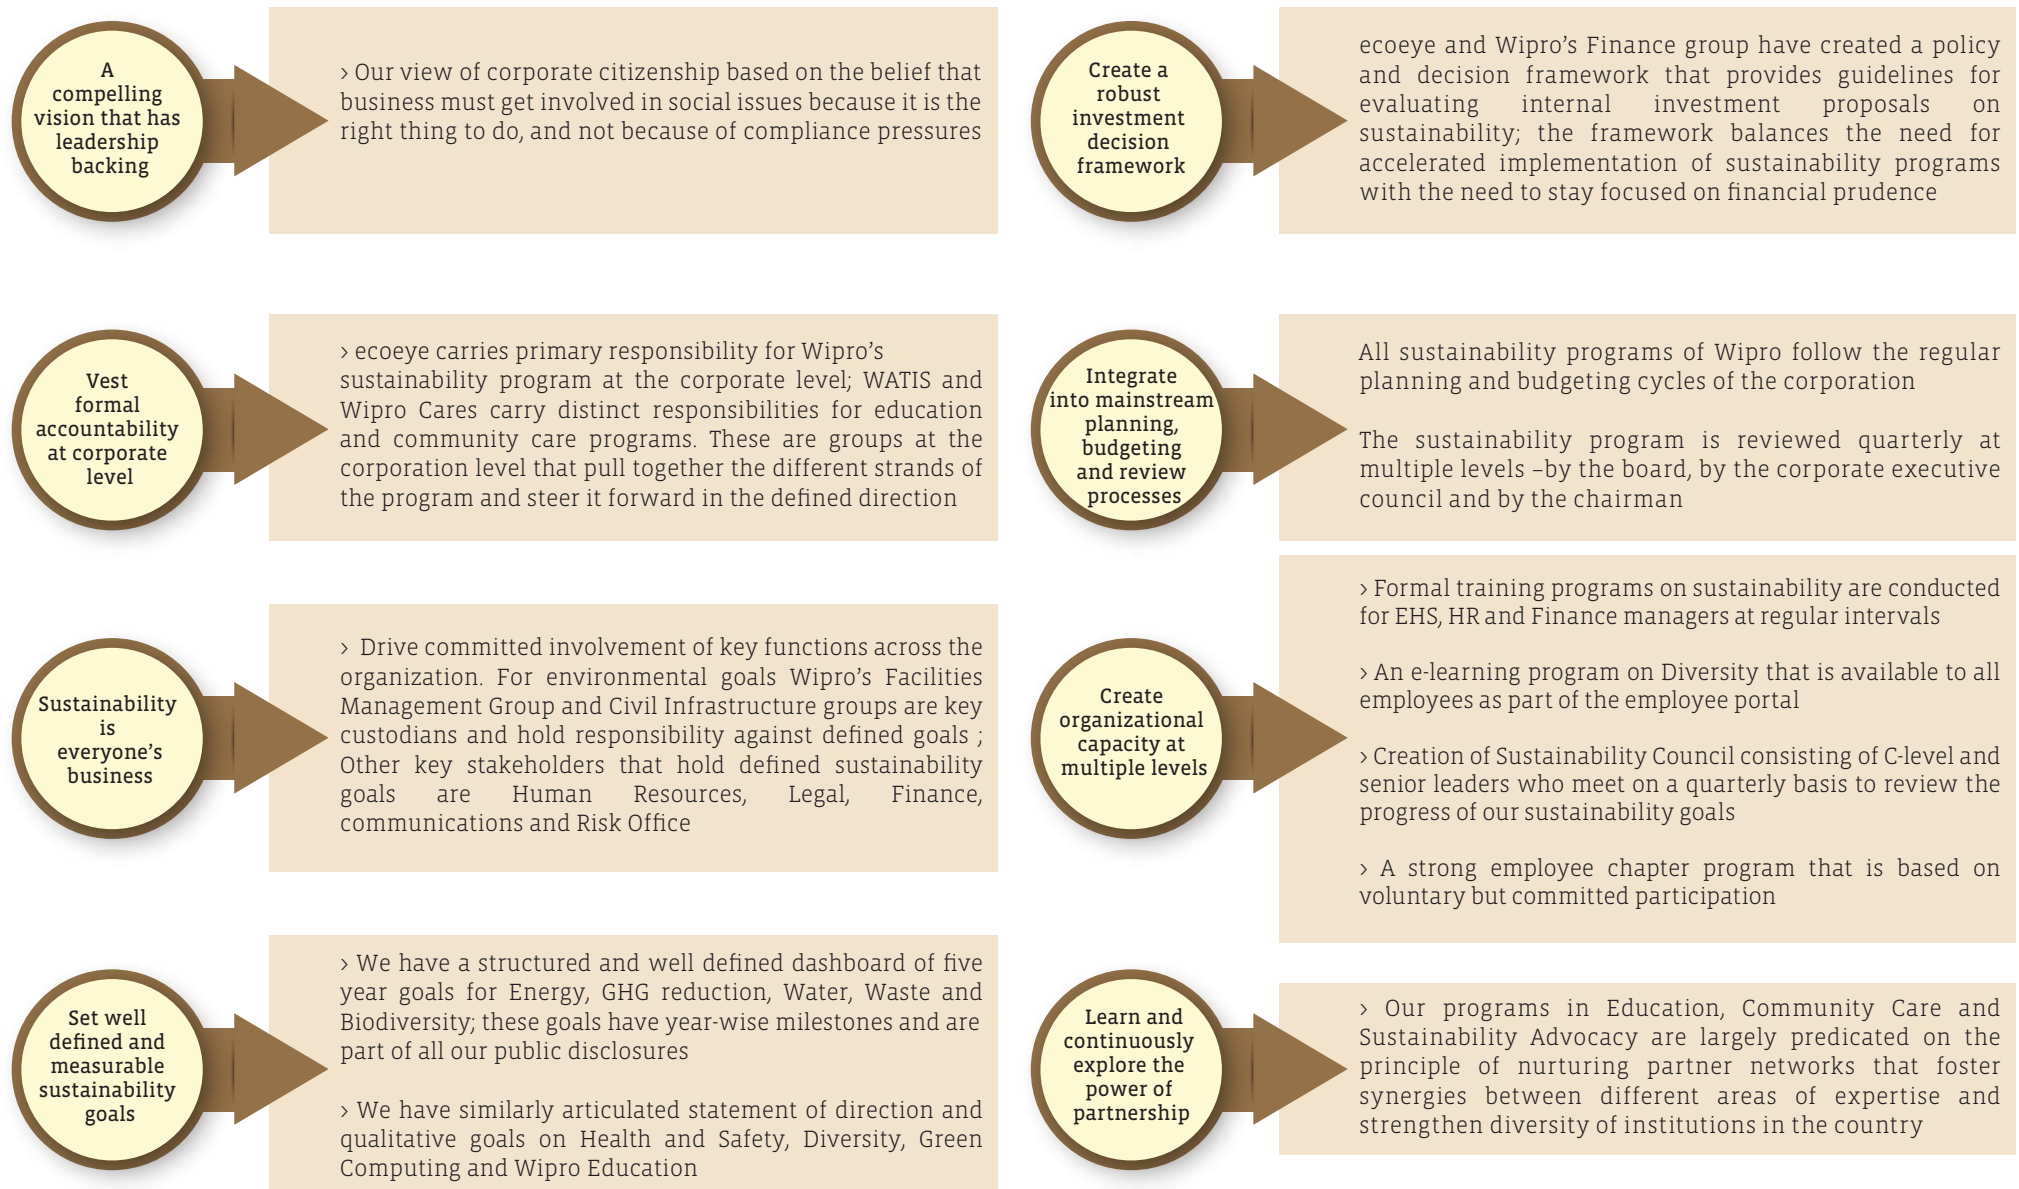 A
compelling
vision that has
leadership
backing
› Our view of corporate citizenship based on the belief that
business must get involved in social issues because it is the
right thing to do, and not because of compliance pressures
Vest
formal
accountability
at corporate
level
› ecoeye carries primary responsibility for Wipro’s
sustainability program at the corporate level; WATIS and
Wipro Cares carry distinct responsibilities for education
and community care programs. These are groups at the
corporation level that pull together the different strands of
the program and steer it forward in the defined direction
Sustainability
is
everyone’s
business
› Drive committed involvement of key functions across the
organization. For environmental goals Wipro’s Facilities
Management Group and Civil Infrastructure groups are key
custodians and hold responsibility against defined goals ;
Other key stakeholders that hold defined sustainability
goals are Human Resources, Legal, Finance,
communications and Risk Office
Set well
defined and
measurable
sustainability
goals
› We have a structured and well defined dashboard of five
year goals for Energy, GHG reduction, Water, Waste and
Biodiversity; these goals have year-wise milestones and are
part of all our public disclosures
› We have similarly articulated statement of direction and
qualitative goals on Health and Safety, Diversity, Green
Computing and Wipro Education
Create a
robust
investment
decision
framework
ecoeye and Wipro’s Finance group have created a policy
and decision framework that provides guidelines for
evaluating internal investment proposals on
sustainability; the framework balances the need for
accelerated implementation of sustainability programs
with the need to stay focused on financial prudence
Integrate
into mainstream
planning,
budgeting
and review
processes
All sustainability programs of Wipro follow the regular
planning and budgeting cycles of the corporation
The sustainability program is reviewed quarterly at
multiple levels –by the board, by the corporate executive
council and by the chairman
Create
organizational
capacity at
multiple levels
› Formal training programs on sustainability are conducted
for EHS, HR and Finance managers at regular intervals
› An e-learning program on Diversity that is available to all
employees as part of the employee portal
› Creation of Sustainability Council consisting of C-level and
senior leaders who meet on a quarterly basis to review the
progress of our sustainability goals
› A strong employee chapter program that is based on
voluntary but committed participation
Learn and
continuously
explore the
power of
partnership
› Our programs in Education, Community Care and
Sustainability Advocacy are largely predicated on the
principle of nurturing partner networks that foster
synergies between different areas of expertise and
strengthen diversity of institutions in the country